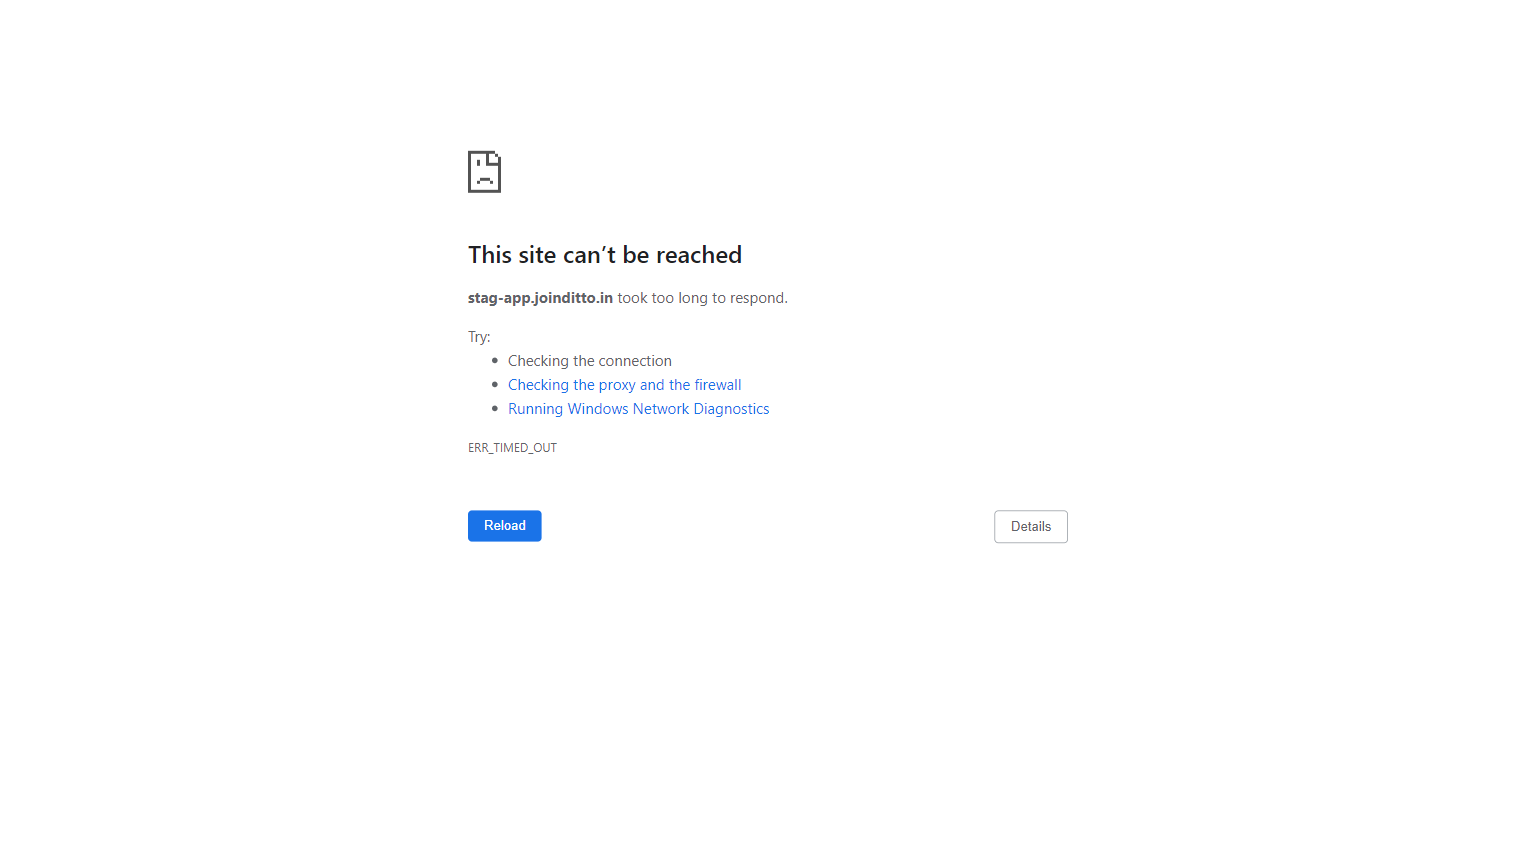 This site can’t be reached
stag-app.joinditto.in took too long to respond.
Try:
Checking the connection
Checking the proxy and the firewall
Running Windows Network Diagnostics
ERR_TIMED_OUT
Reload
Details